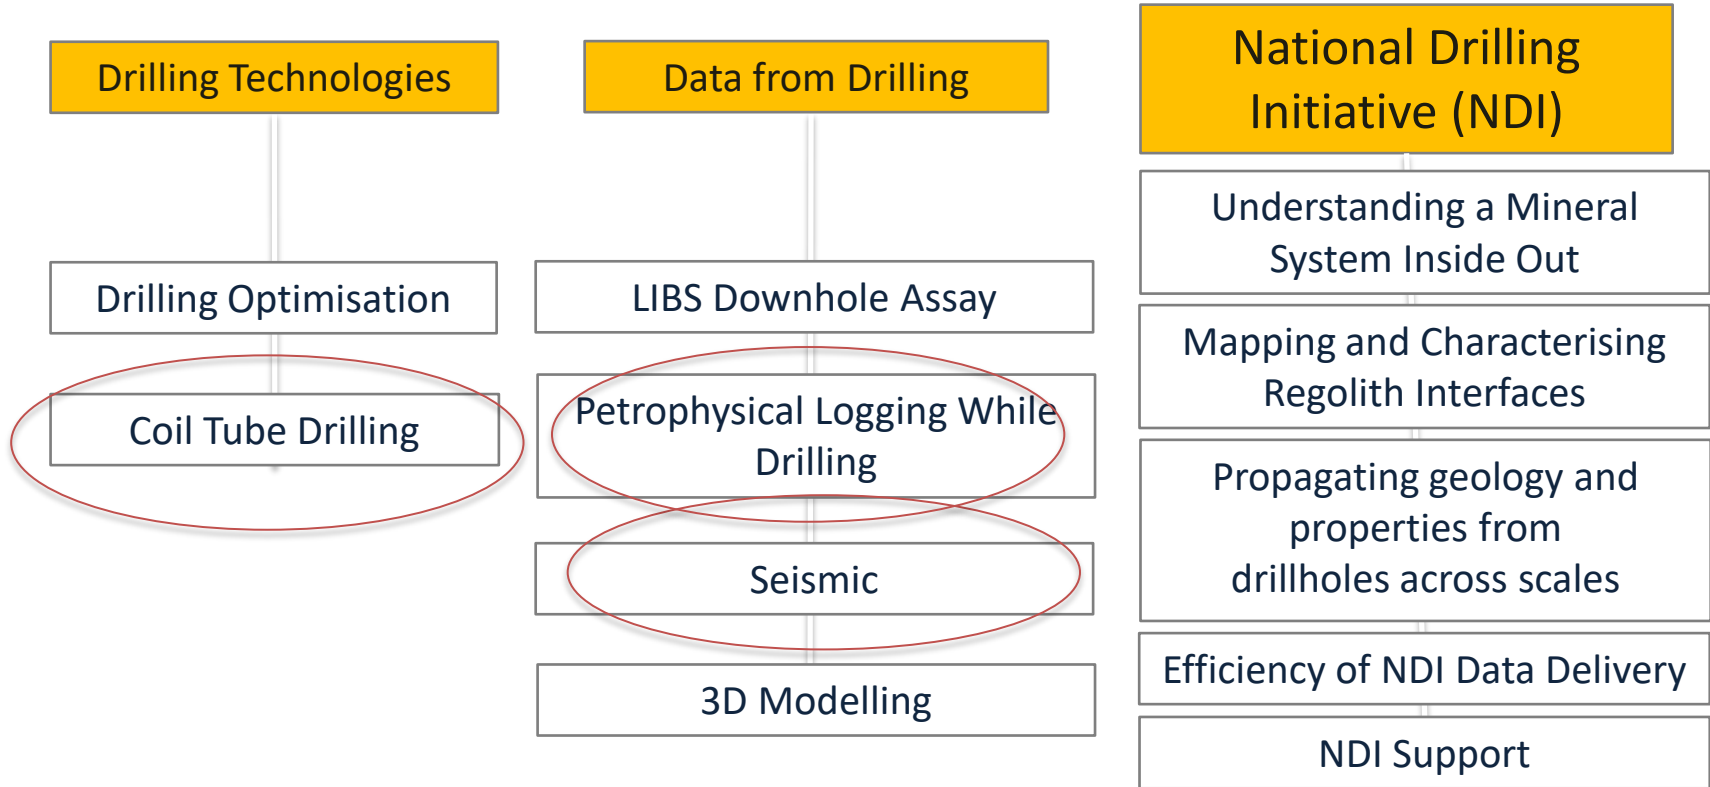 Drilling Technologies
Drilling Optimisation
Coil Tube Drilling
Data from Drilling
LIBS Downhole Assay
Petrophysical Logging While
Drilling
Seismic
3D Modelling
National Drilling
Initiative (NDI)
Understanding a Mineral
System Inside Out
Mapping and Characterising
Regolith Interfaces
Propagating geology and
properties from
drillholes across scales
Efficiency of NDI Data Delivery
NDI Support